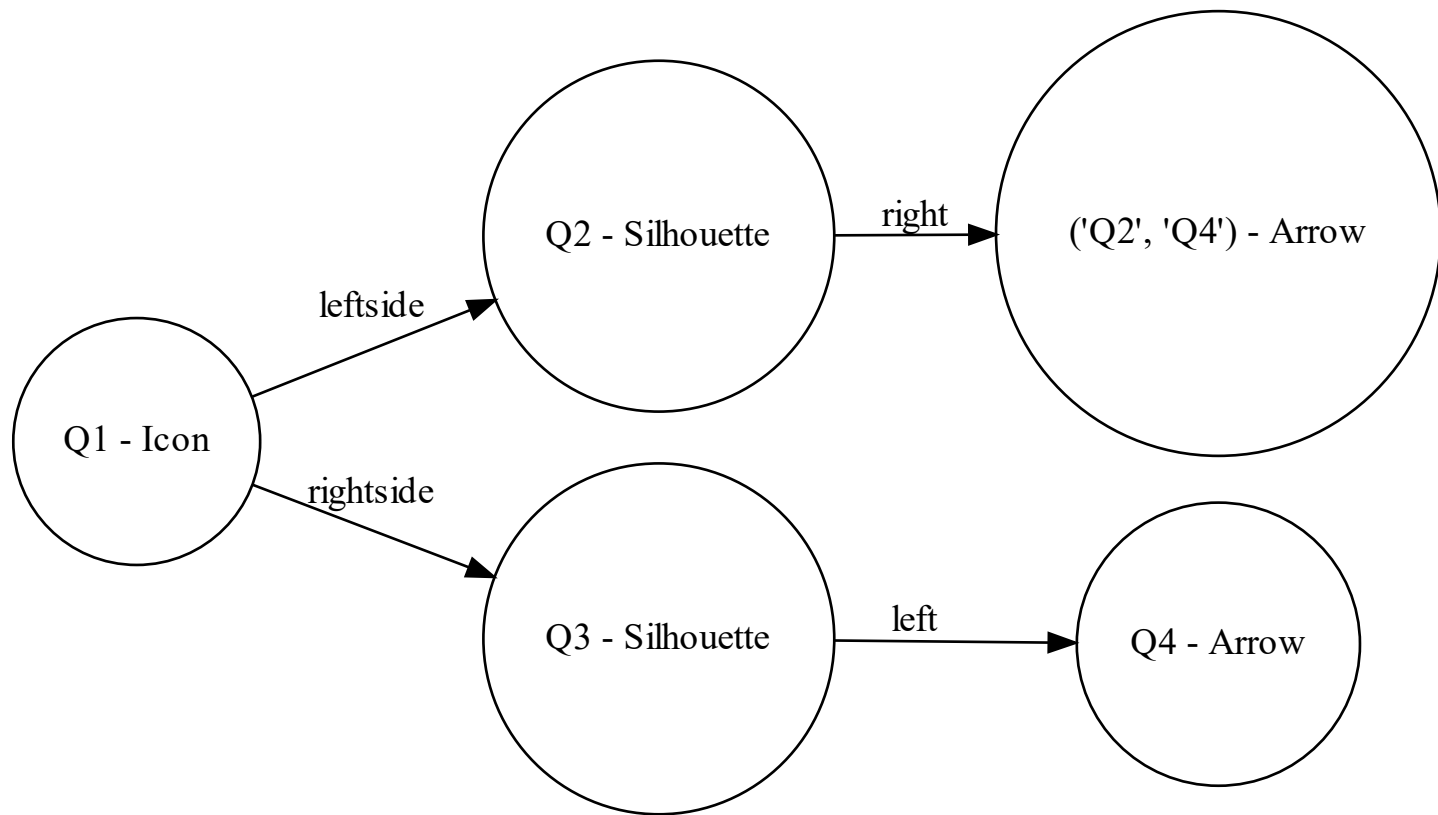 Q1 - Icon
leftside
rightside
Q2 - Silhouette
right
('Q2', 'Q4') - Arrow
Q3 - Silhouette
left
Q4 - Arrow